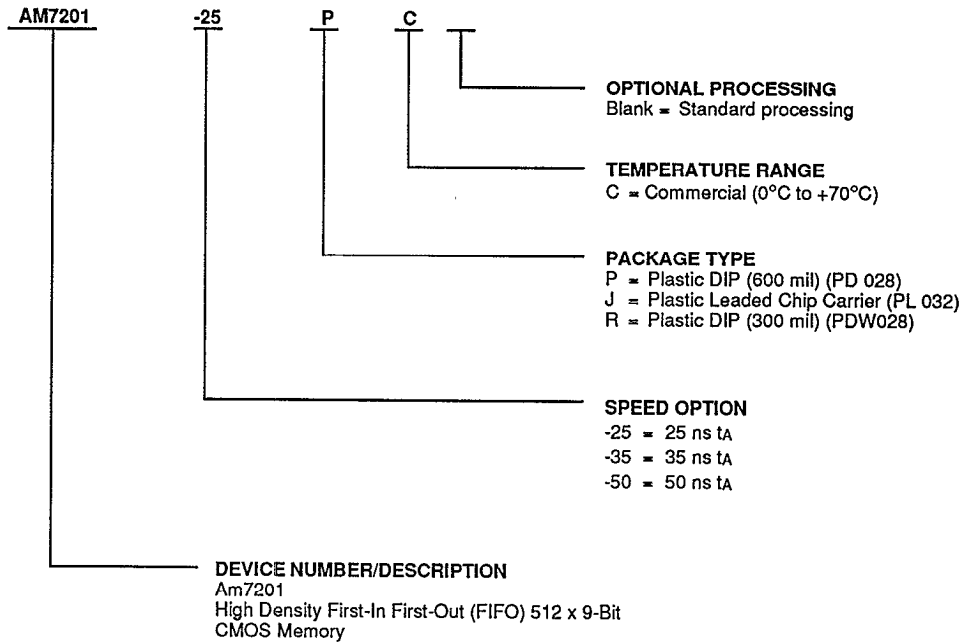 AM7201 -25 P C
OPTIONAL PROCESSING
Blank = Standard processing
TEMPERATURE RANGE
C = Commercial (0°C to +70°C)
PACKAGE TYPE
P = Plastic DIP (600 mil) (PD 028)
J = Plastic Leaded Chip Carrier (PL 032)
R = Plastic DIP (300 mil) (PDW028)
SPEED OPTION
-25 = 25 ns tA
-35 = 35 ns tA
-50 = 50 ns tA
DEVICE NUMBER/DESCRIPTION
Am7201
High Density First-In First-Out (FIFO) 512 x 9-Bit
CMOS Memory